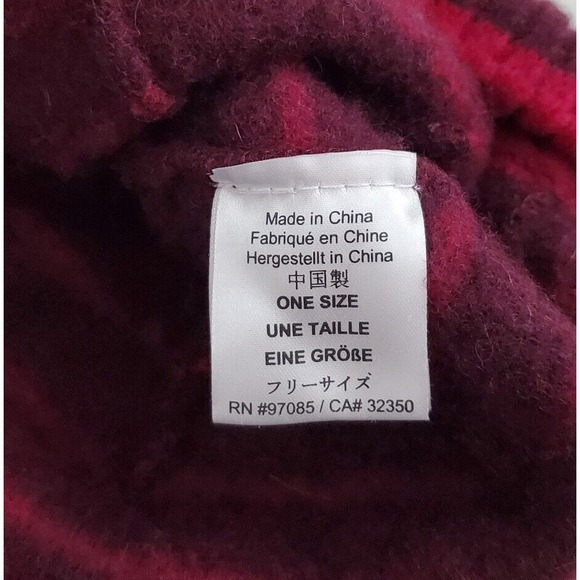 Made in China
Fabriqué en Chine
Hergestellt in China
中国製
ONE SIZE
UNE TAILLE
EINE GRÖßE
フリーサイズ
RN #97085 / CA# 32350